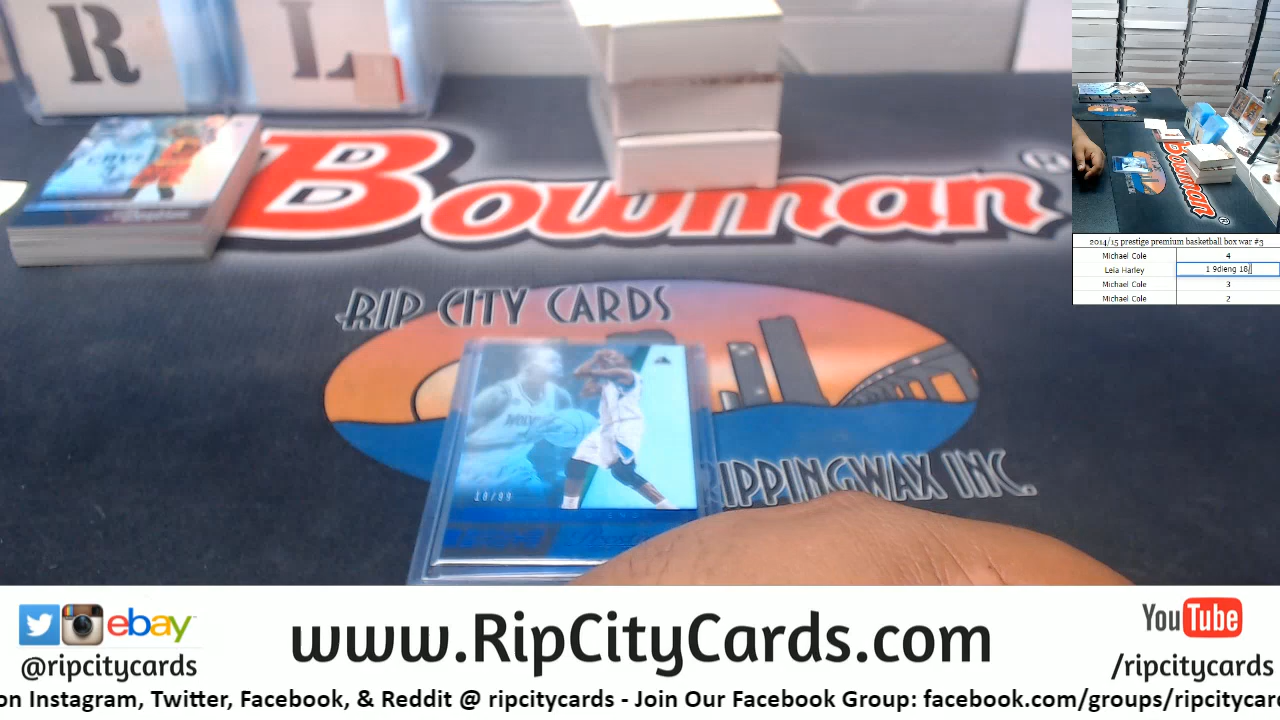 R L
Bowman®
RIP CITY CARDS
RIPPINGWAX INC.
18/99
2014/15 prestige premium basketball box war #3
Michael Cole 4
Leia Harley 1 9dieng 18/
Michael Cole 3
Michael Cole 2
ebay
www.RipCityCards.com
YouTube
@ripcitycards
/ripcitycards
on Instagram, Twitter, Facebook, & Reddit @ ripcitycards - Join Our Facebook Group: facebook.com/groups/ripcitycar